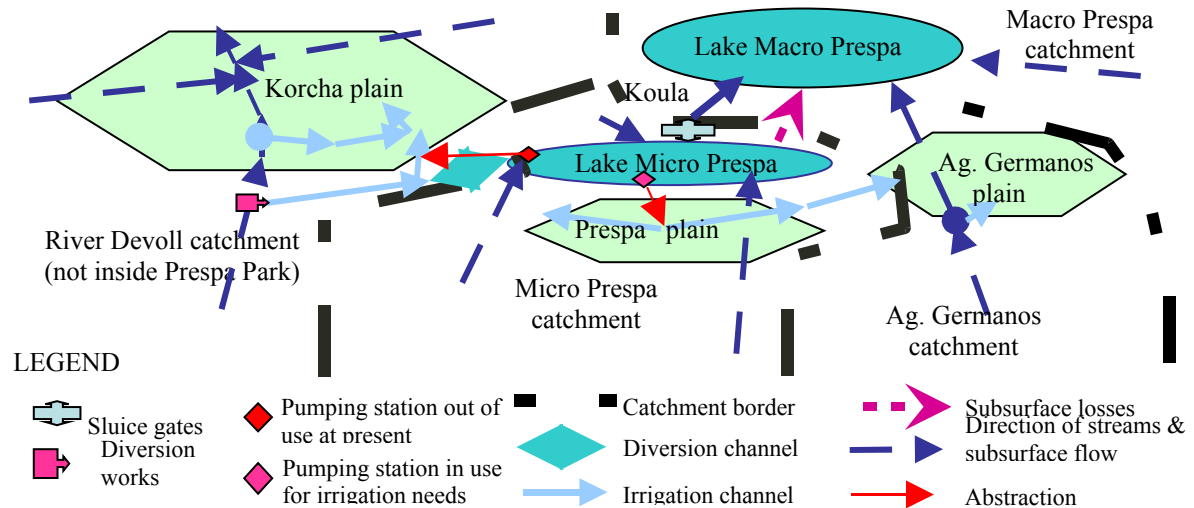 Lake Macro Prespa
Macro Prespa
catchment
Korcha plain
Koula
Lake Micro Prespa
Ag. Germanos
plain
Prespa plain
River Devoll catchment
(not inside Prespa Park)
Micro Prespa
catchment
Ag. Germanos
catchment
LEGEND
Sluice gates
Diversion
works
Pumping station out of
use at present
Pumping station in use
for irrigation needs
Catchment border
Diversion channel
Irrigation channel
Subsurface losses
Direction of streams &
subsurface flow
Abstraction